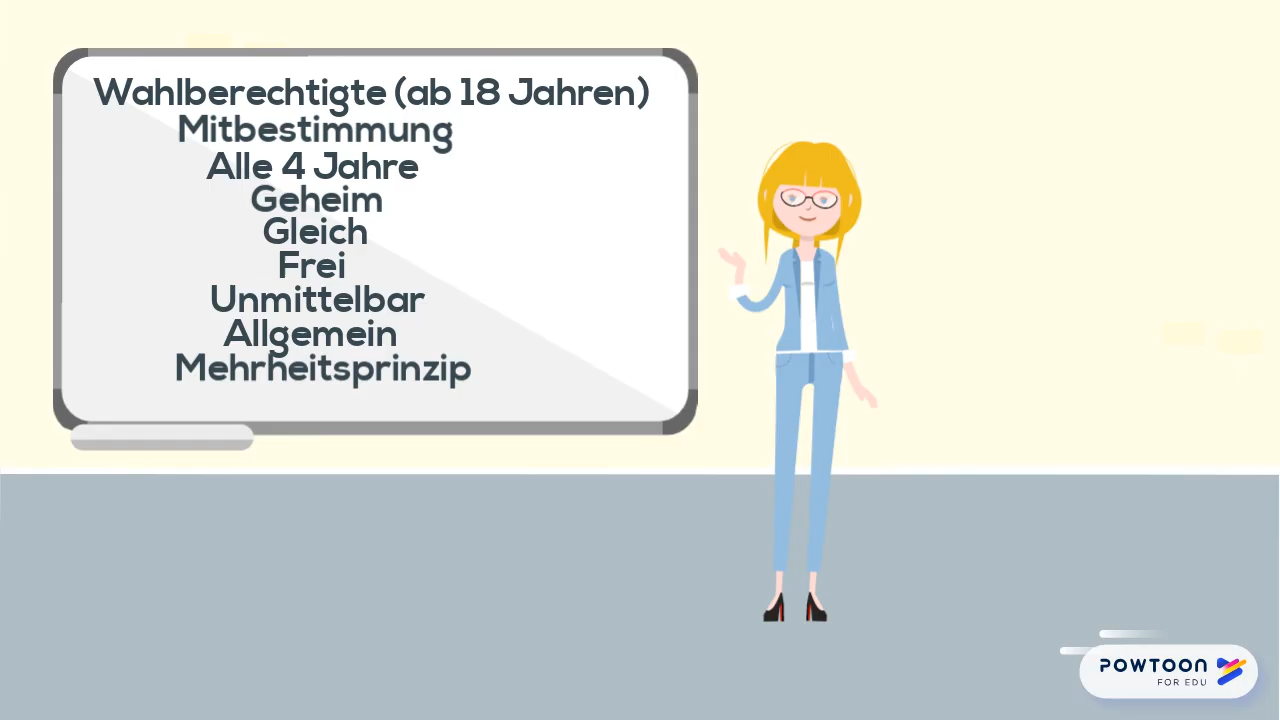 Wahlberechtigte (ab 18 Jahren)
Mitbestimmung
Alle 4 Jahre
Geheim
Gleich
Frei
Unmittelbar
Allgemein
Mehrheitsprinzip
POWTOON
FOR EDU